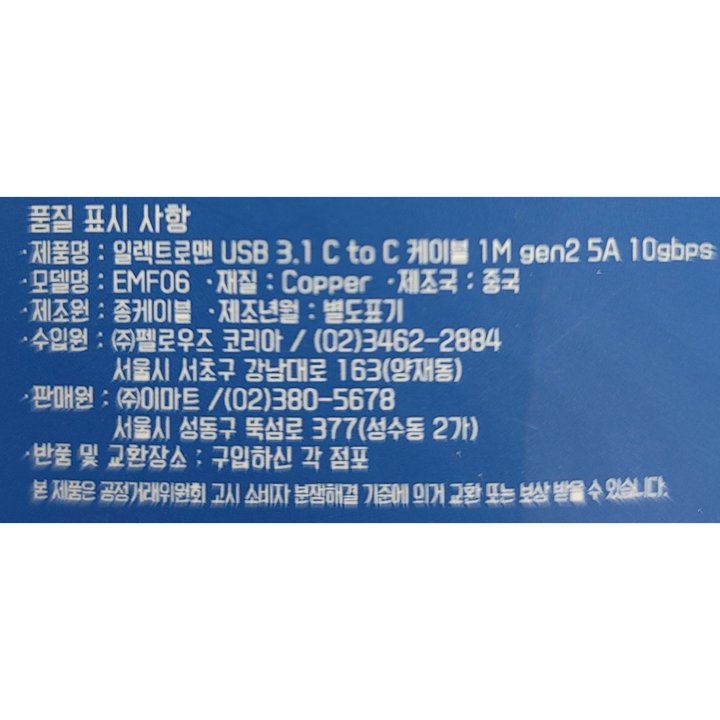 품질 표시 사항
·제품명 : 일렉트로맨 USB 3.1 C to C 케이블 1M gen2 5A 10gbps
·모델명 : EMF06 ·재질 : Copper ·제조국 : 중국
·제조원 : 종케이블 ·제조년월 : 별도표기
·수입원 : ㈜펠로우즈 코리아 / (02)3462-2884
서울시 서초구 강남대로 163(양재동)
·판매원 : ㈜이마트 /(02)380-5678
서울시 성동구 뚝섬로 377(성수동 2가)
·반품 및 교환장소 : 구입하신 각 점포
본 제품은 공정거래위원회 고시 소비자 분쟁해결 기준에 의거 교환 또는 보상 받을 수 있습니다.